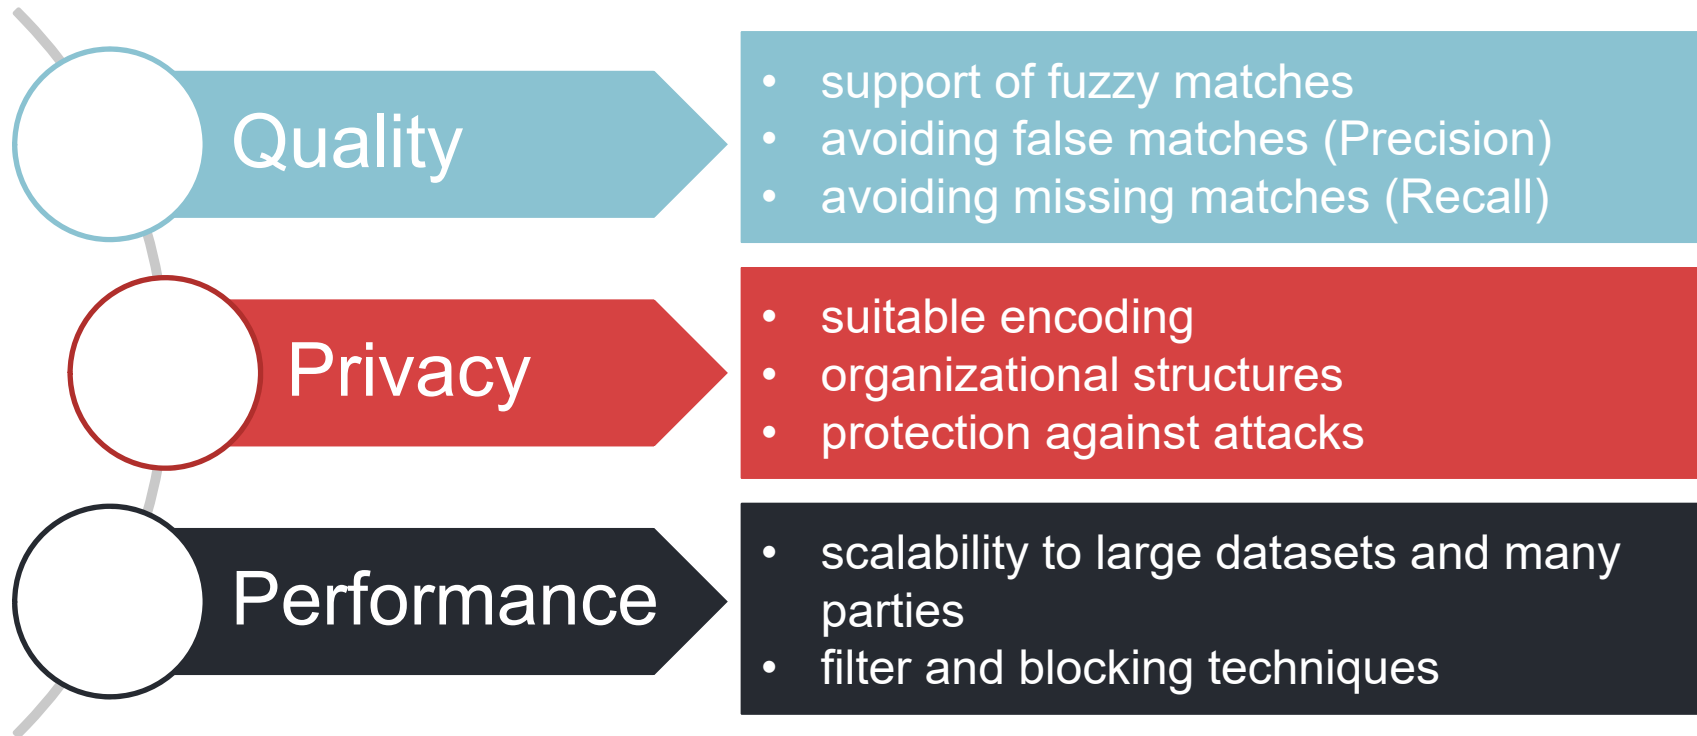 Quality
• support of fuzzy matches
• avoiding false matches (Precision)
• avoiding missing matches (Recall)
Privacy
• suitable encoding
• organizational structures
• protection against attacks
Performance
• scalability to large datasets and many
parties
• filter and blocking techniques